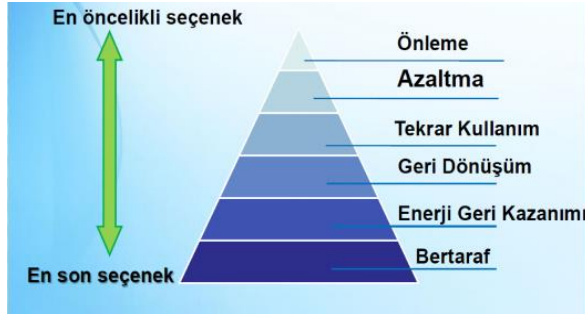 En öncelikli seçenek
Önleme
Azaltma
Tekrar Kullanım
Geri Dönüşüm
Enerji Geri Kazanımı
Bertaraf
En son seçenek